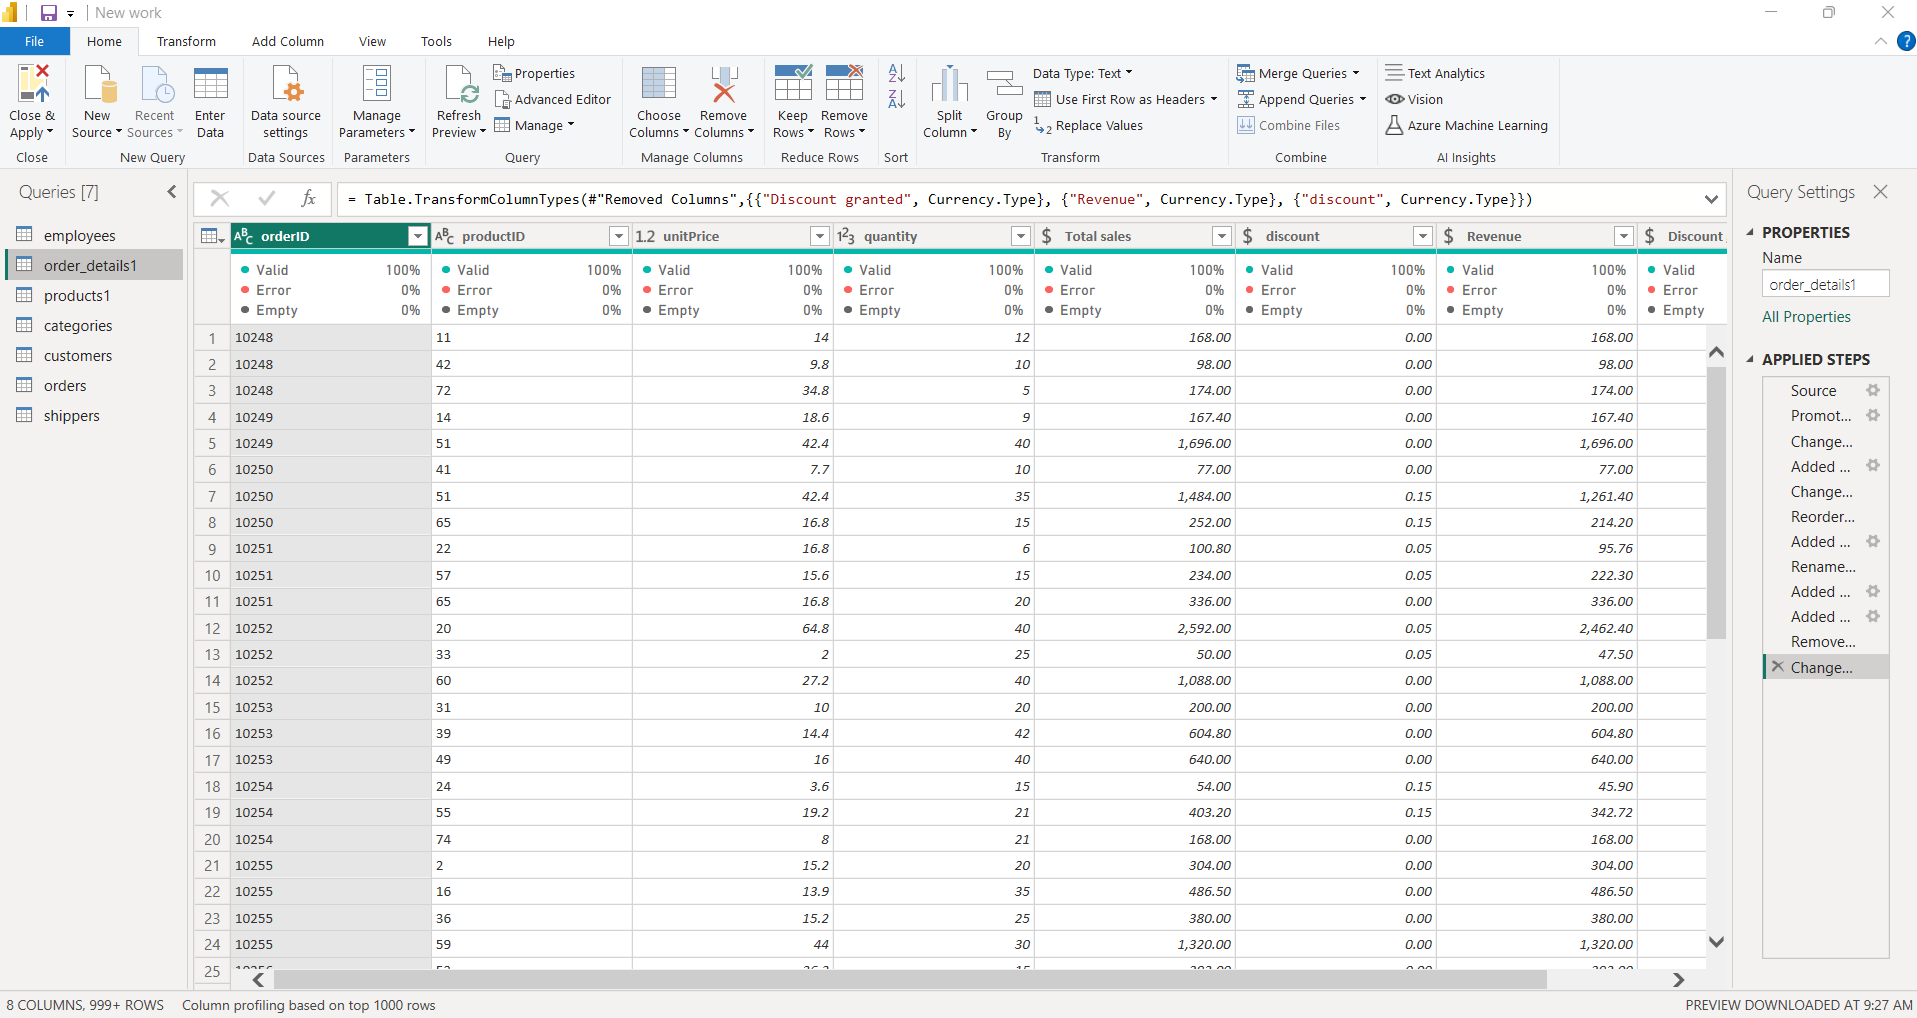 New work
File Home Transform Add Column View Tools Help
Close & Apply
Close
New Source
Recent Sources
Enter Data
New Query
Data source settings
Data Sources
Manage Parameters
Parameters
Refresh Preview
Properties
Advanced Editor
Manage
Query
Choose Columns
Remove Columns
Manage Columns
Keep Rows
Remove Rows
Reduce Rows
Sort
Split Column
Group By
Data Type: Text
Use First Row as Headers
Replace Values
Transform
Merge Queries
Append Queries
Combine Files
Combine
Text Analytics
Vision
Azure Machine Learning
AI Insights
Queries [7]
employees
order_details1
products1
categories
customers
orders
shippers
= Table.TransformColumnTypes(#"Removed Columns",{{"Discount granted", Currency.Type}, {"Revenue", Currency.Type}, {"discount", Currency.Type}})
orderID productID 1.2 unitPrice quantity $ Total sales $ discount $ Revenue $ Discount
Valid 100% Valid 100% Valid 100% Valid 100% Valid 100% Valid 100% Valid 100% Valid
Error 0% Error 0% Error 0% Error 0% Error 0% Error 0% Error 0% Error
Empty 0% Empty 0% Empty 0% Empty 0% Empty 0% Empty 0% Empty 0% Empty
1 10248 11 14 12 168.00 0.00 168.00
2 10248 42 9.8 10 98.00 0.00 98.00
3 10248 72 34.8 5 174.00 0.00 174.00
4 10249 14 18.6 9 167.40 0.00 167.40
5 10249 51 42.4 40 1,696.00 0.00 1,696.00
6 10250 41 7.7 10 77.00 0.00 77.00
7 10250 51 42.4 35 1,484.00 0.15 1,261.40
8 10250 65 16.8 15 252.00 0.15 214.20
9 10251 22 16.8 6 100.80 0.05 95.76
10 10251 57 15.6 15 234.00 0.05 222.30
11 10251 65 16.8 20 336.00 0.00 336.00
12 10252 20 64.8 40 2,592.00 0.05 2,462.40
13 10252 33 2 25 50.00 0.05 47.50
14 10252 60 27.2 40 1,088.00 0.00 1,088.00
15 10253 31 10 20 200.00 0.00 200.00
16 10253 39 14.4 42 604.80 0.00 604.80
17 10253 49 16 40 640.00 0.00 640.00
18 10254 24 3.6 15 54.00 0.15 45.90
19 10254 55 19.2 21 403.20 0.15 342.72
20 10254 74 8 21 168.00 0.00 168.00
21 10255 2 15.2 20 304.00 0.00 304.00
22 10255 16 13.9 35 486.50 0.00 486.50
23 10255 36 15.2 25 380.00 0.00 380.00
24 10255 59 44 30 1,320.00 0.00 1,320.00
25
Query Settings
PROPERTIES
Name
order_details1
All Properties
APPLIED STEPS
Source
Promot...
Change...
Added ...
Change...
Reorder...
Added ...
Rename...
Added ...
Added ...
Remove...
Change...
8 COLUMNS, 999+ ROWS Column profiling based on top 1000 rows
PREVIEW DOWNLOADED AT 9:27 AM